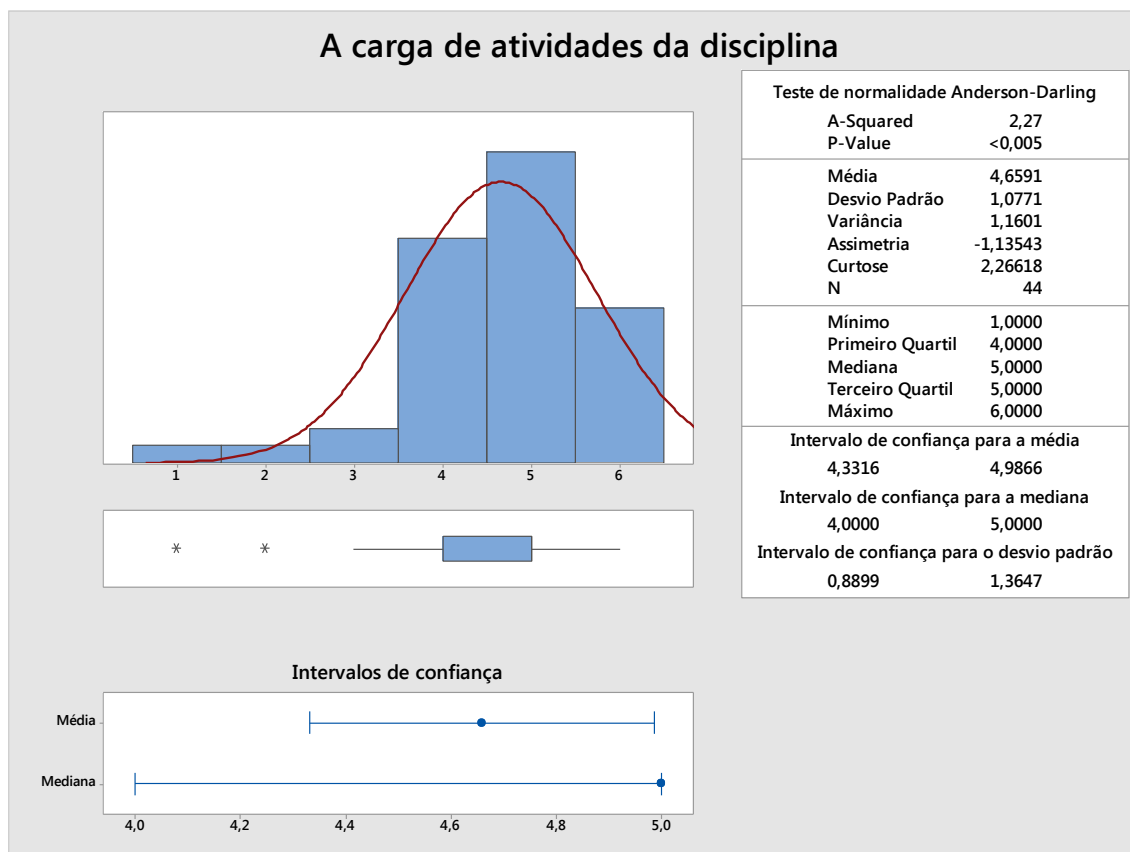 A carga de atividades da disciplina
Teste de normalidade Anderson-Darling
A-Squared 2,27
P-Value <0,005
Média 4,6591
Desvio Padrão 1,0771
Variância 1,1601
Assimetria -1,13543
Curtose 2,26618
N 44
Mínimo 1,0000
Primeiro Quartil 4,0000
Mediana 5,0000
Terceiro Quartil 5,0000
Máximo 6,0000
Intervalo de confiança para a média
4,3316 4,9866
Intervalo de confiança para a mediana
4,0000 5,0000
Intervalo de confiança para o desvio padrão
0,8899 1,3647
1 2 3 4 5 6
Intervalos de confiança
Média
Mediana
4,0 4,2 4,4 4,6 4,8 5,0